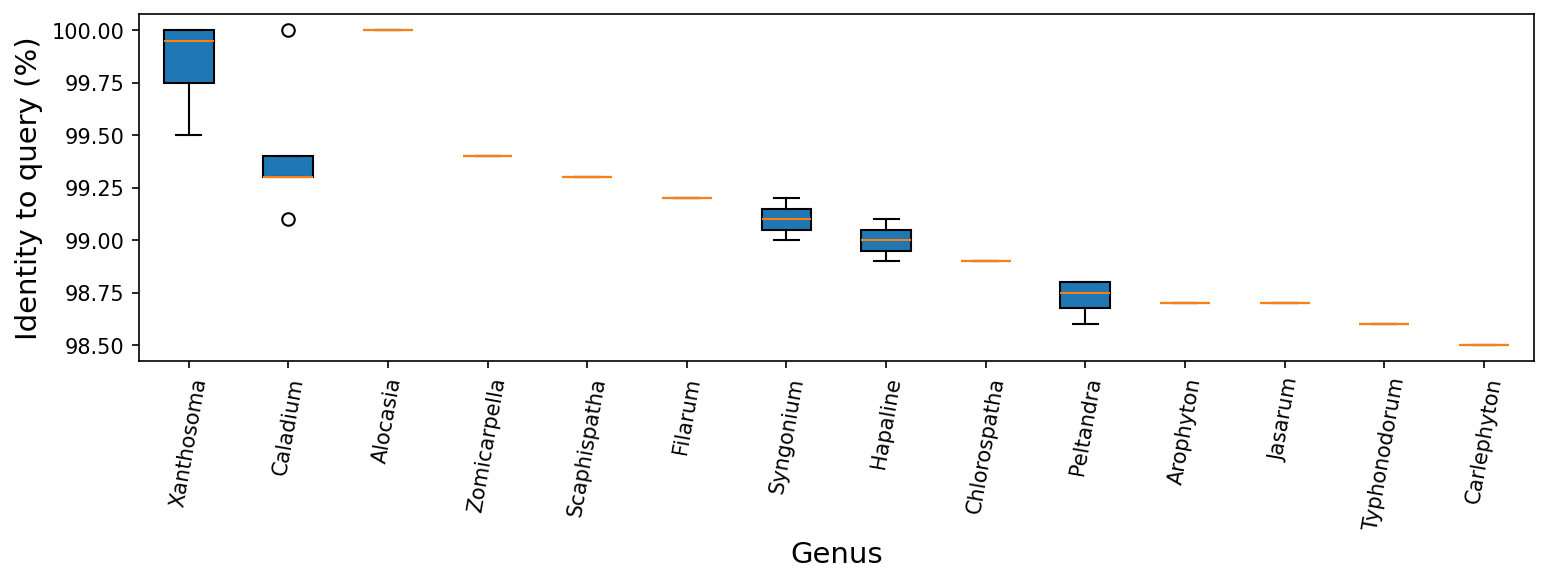 Identity to query (%)
100.00
99.75
99.50
99.25
99.00
98.75
98.50
Xanthosoma
Caladium
Alocasia
Zomicarpella
Scaphispatha
Filarum
Syngonium
Hapaline
Chlorospatha
Peltandra
Arophyton
Jasarum
Typhonodorum
Carlephyton
Genus